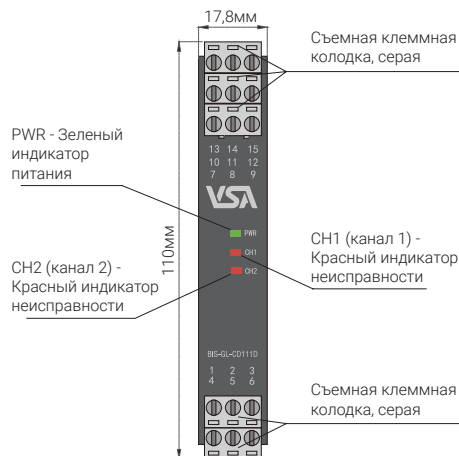 17,8мм
Съемная клеммная
колодка, серая
PWR - Зеленый
индикатор
питания
110мм
13 14 15
10 11 12
7 8 9
VSA
PWR
CH1
CH2
CH1 (канал 1) -
Красный индикатор
неисправности
CH2 (канал 2) -
Красный индикатор
неисправности
BIS-GL-CD111D
1 2 3
4 5 6
Съемная клеммная
колодка, серая